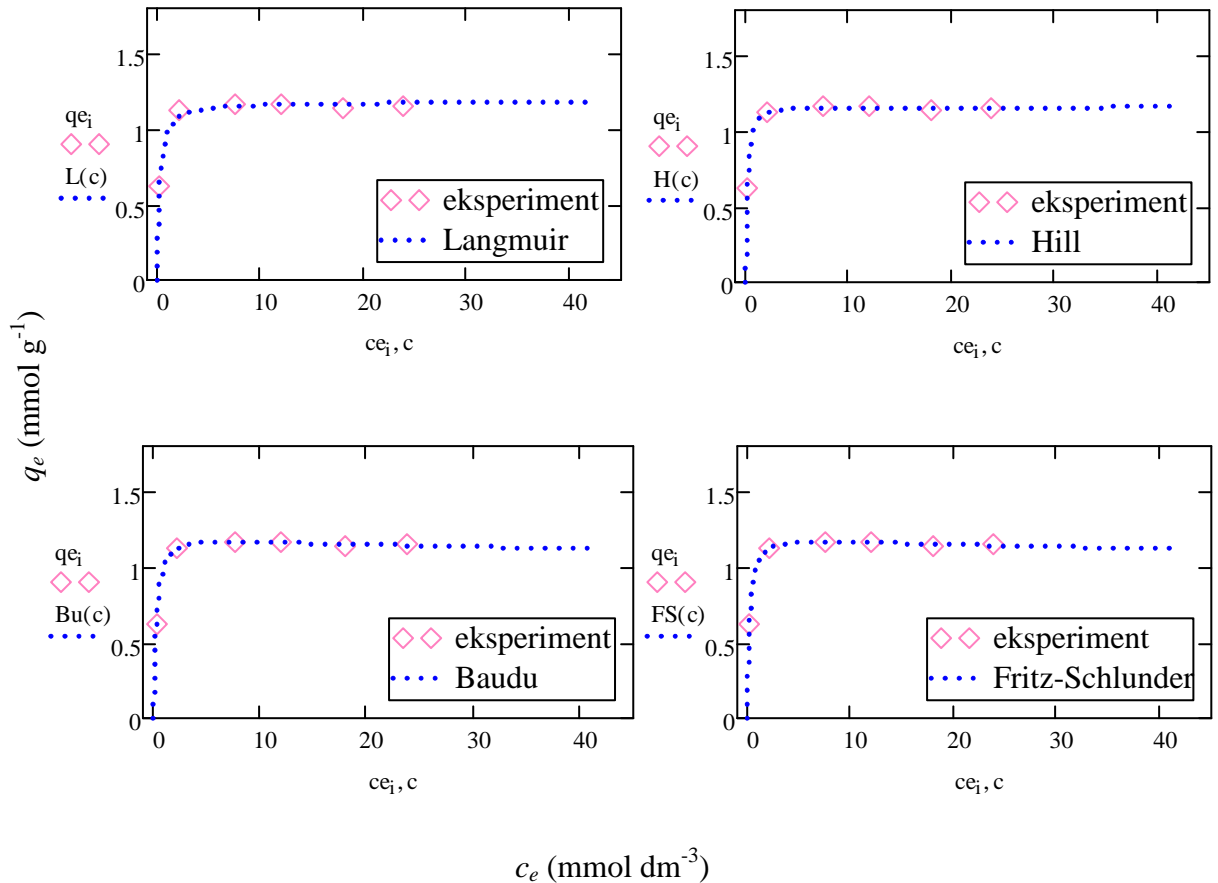 1.5
1
0.5
0
qe_i
L(c)
eksperiment
Langmuir
0 10 20 30 40
ce_i, c
1.5
1
0.5
0
qe_i
H(c)
eksperiment
Hill
0 10 20 30 40
ce_i, c
q_e (mmol g^-1)
1.5
1
0.5
0
qe_i
Bu(c)
eksperiment
Baudu
0 10 20 30 40
ce_i, c
1.5
1
0.5
0
qe_i
FS(c)
eksperiment
Fritz-Schlunder
0 10 20 30 40
ce_i, c
c_e (mmol dm^-3)